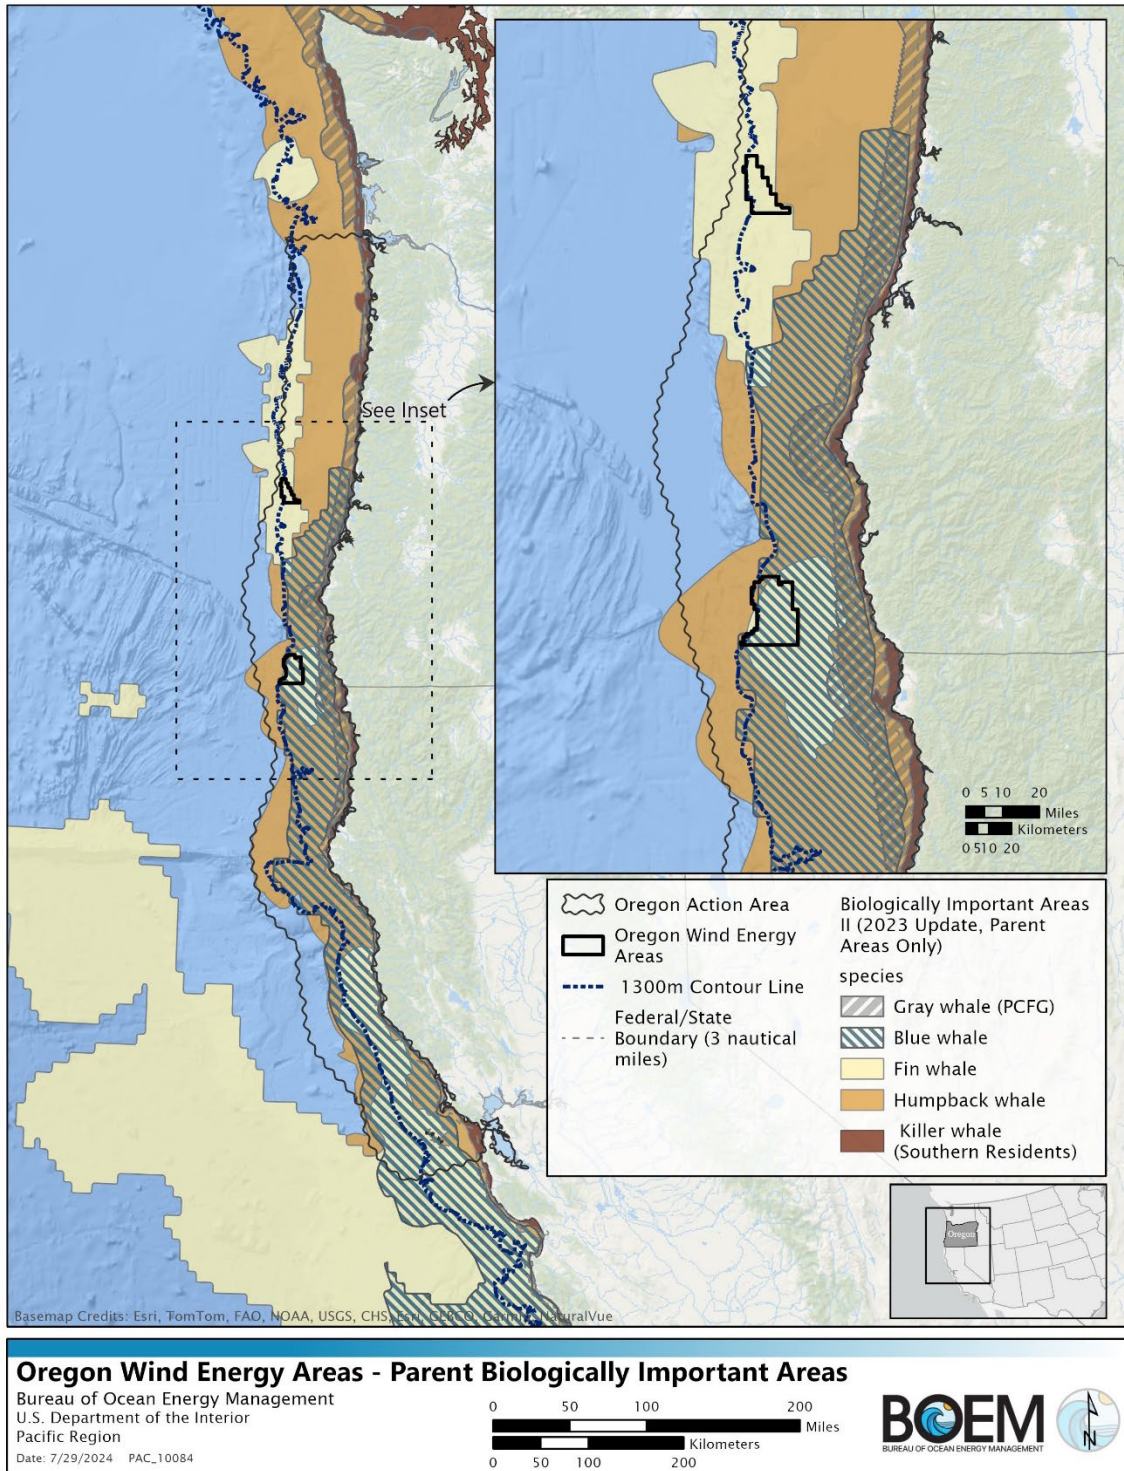 See Inset
0 5 10 20
Miles
Kilometers
0 5 10 20
Oregon Action Area
Oregon Wind Energy
Areas
1300m Contour Line
Federal/State
Boundary (3 nautical
miles)
Biologically Important Areas
II (2023 Update, Parent
Areas Only)
species
Gray whale (PCFG)
Blue whale
Fin whale
Humpback whale
Killer whale
(Southern Residents)
Oregon
Basemap Credits: Esri, TomTom, FAO, NOAA, USGS, CHS, Esri, GEBCO, Garmin, NaturalVue
Oregon Wind Energy Areas - Parent Biologically Important Areas
Bureau of Ocean Energy Management
U.S. Department of the Interior
Pacific Region
Date: 7/29/2024 PAC_10084
0 50 100 200
Miles
Kilometers
0 50 100 200
BOEM
BUREAU OF OCEAN ENERGY MANAGEMENT
N